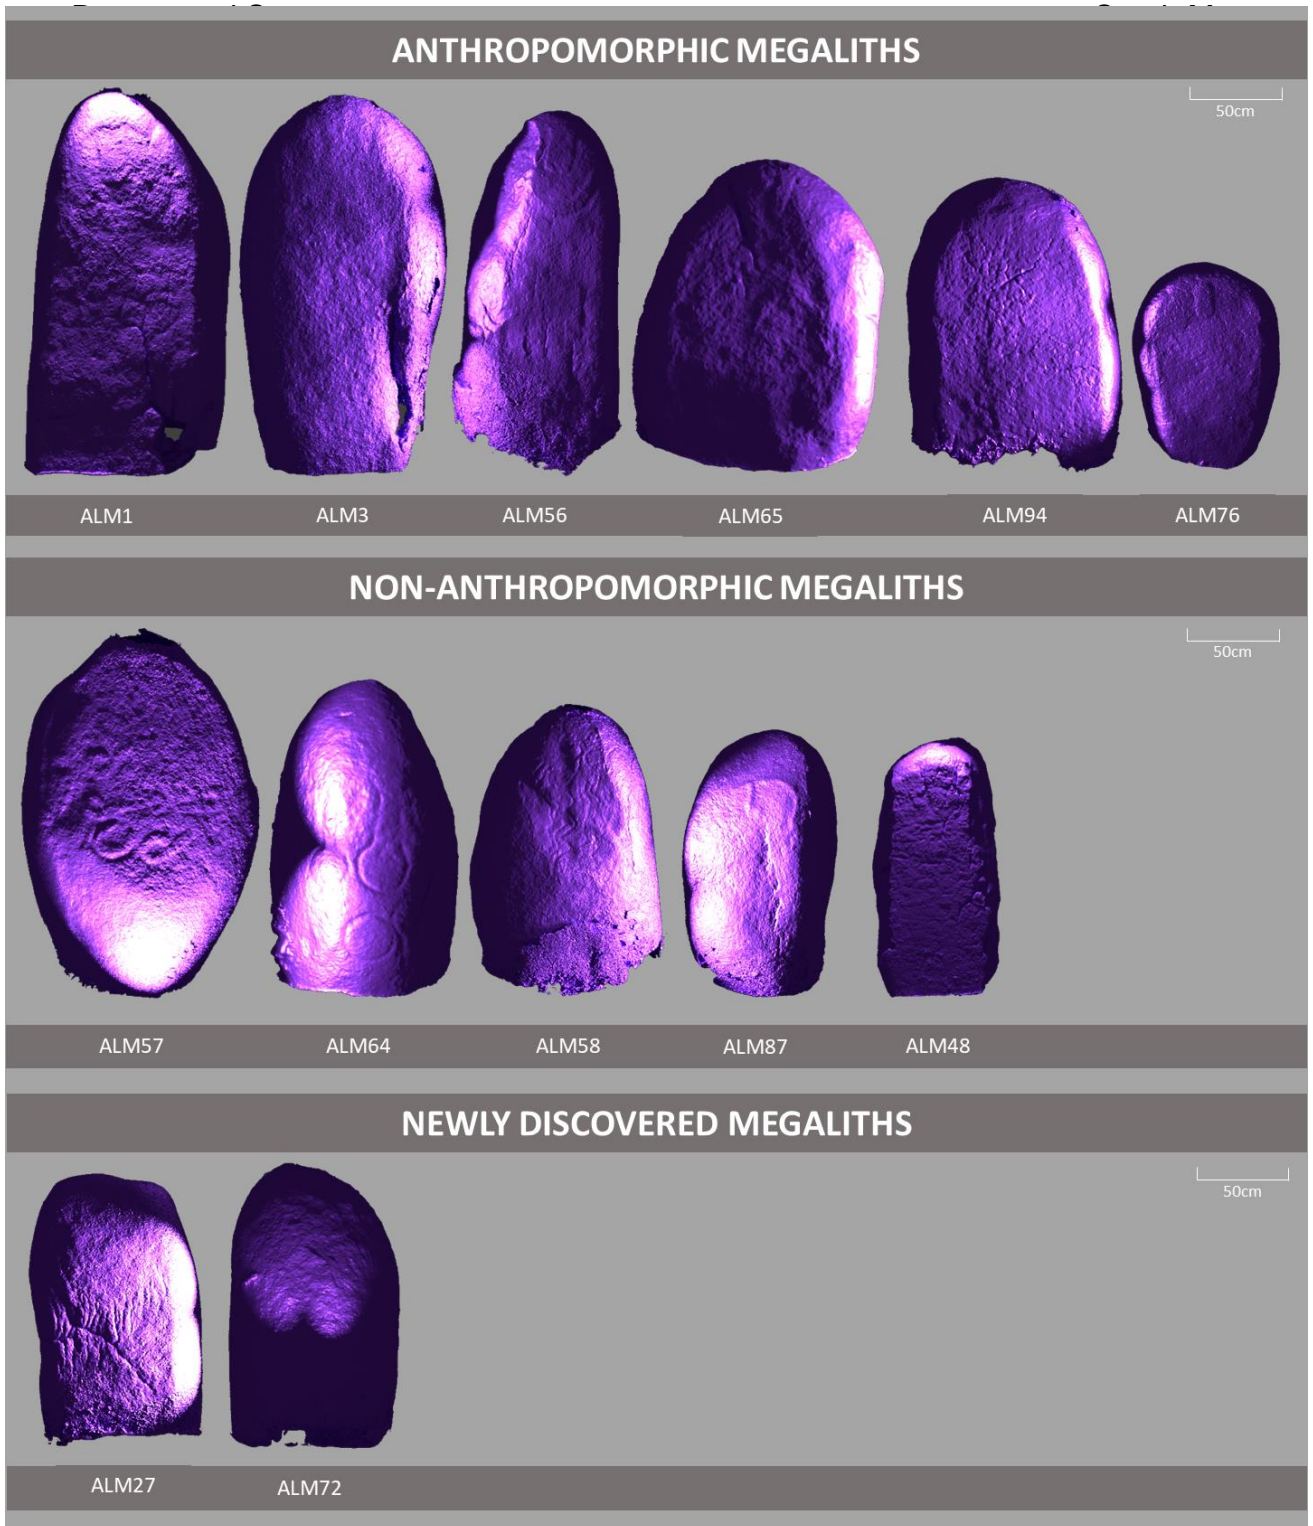 ANTHROPOMORPHIC MEGALITHS
50cm
ALM1 ALM3 ALM56 ALM65 ALM94 ALM76
NON-ANTHROPOMORPHIC MEGALITHS
50cm
ALM57 ALM64 ALM58 ALM87 ALM48
NEWLY DISCOVERED MEGALITHS
50cm
ALM27 ALM72